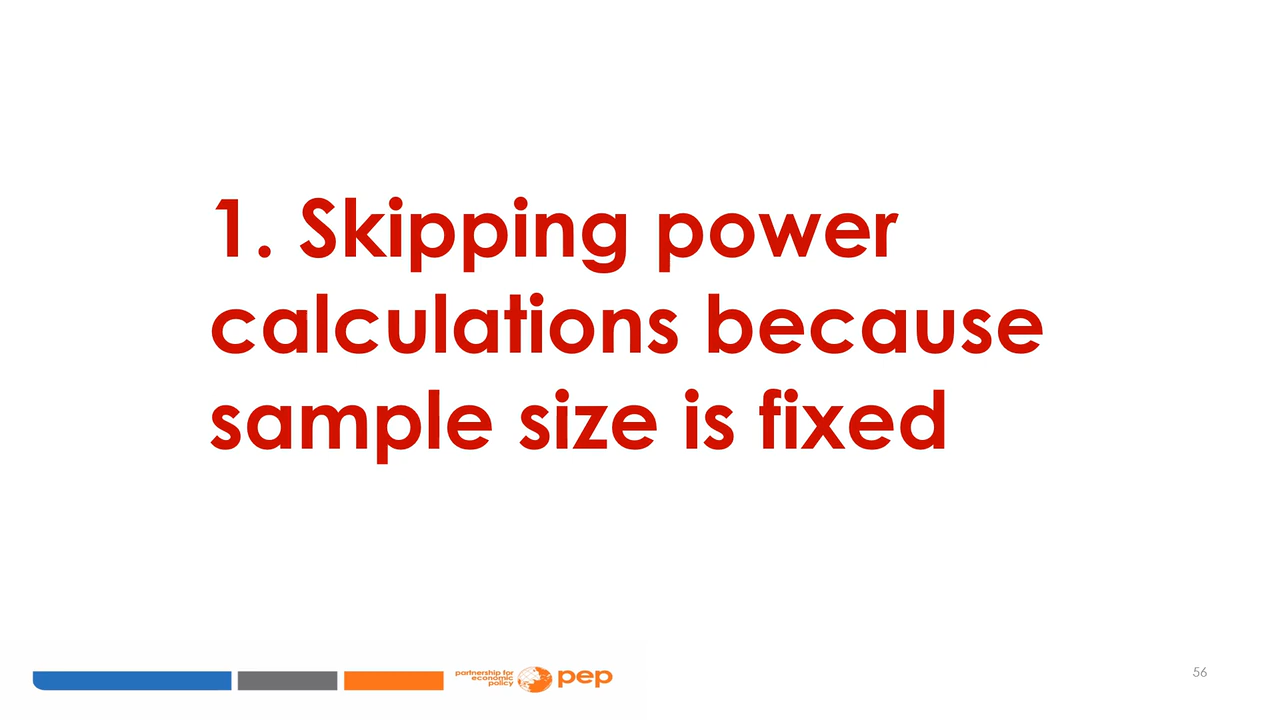 1. Skipping power
calculations because
sample size is fixed
partnership for
economic
policy
pep
56